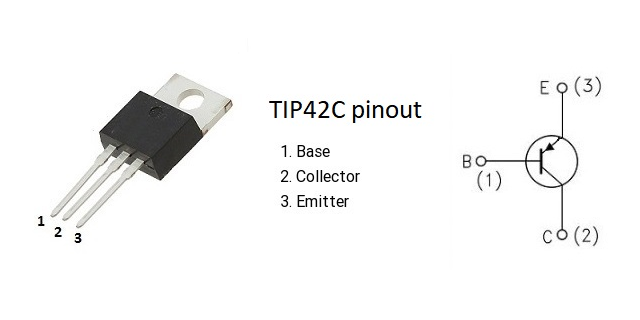 TIP42C pinout
1. Base
2. Collector
3. Emitter
1
2
3
E (3)
B
(1)
C (2)